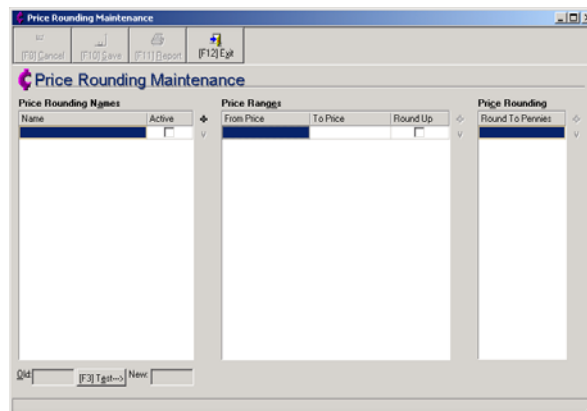 Price Rounding Maintenance
[F9] Cancel [F10] Save [F11] Report [F12] Exit
Price Rounding Maintenance
Price Rounding Names Price Ranges Price Rounding
Name Active From Price To Price Round Up Round To Pennies
Old: [F3] Test---> New: